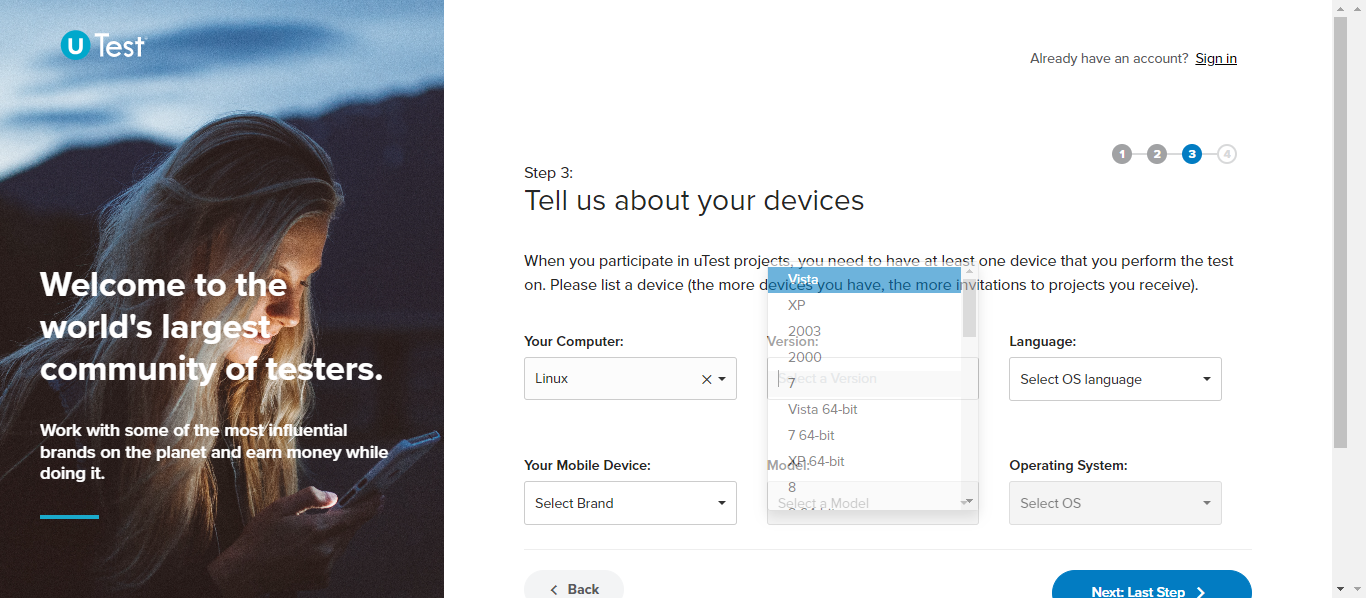 U Test
Already have an account? Sign in
1 2 3 4
Step 3:
Tell us about your devices
When you participate in uTest projects, you need to have at least one device that you perform the test
on. Please list a device (the more devices you have, the more invitations to projects you receive).
Your Computer:
Linux
Version:
Select a Version
Vista
XP
2003
2000
7
Vista 64-bit
7 64-bit
XP 64-bit
8
Language:
Select OS language
Your Mobile Device:
Select Brand
Model:
Select a Model
Operating System:
Select OS
Back
Next: Last Step
Welcome to the
world's largest
community of testers.
Work with some of the most influential
brands on the planet and earn money while
doing it.